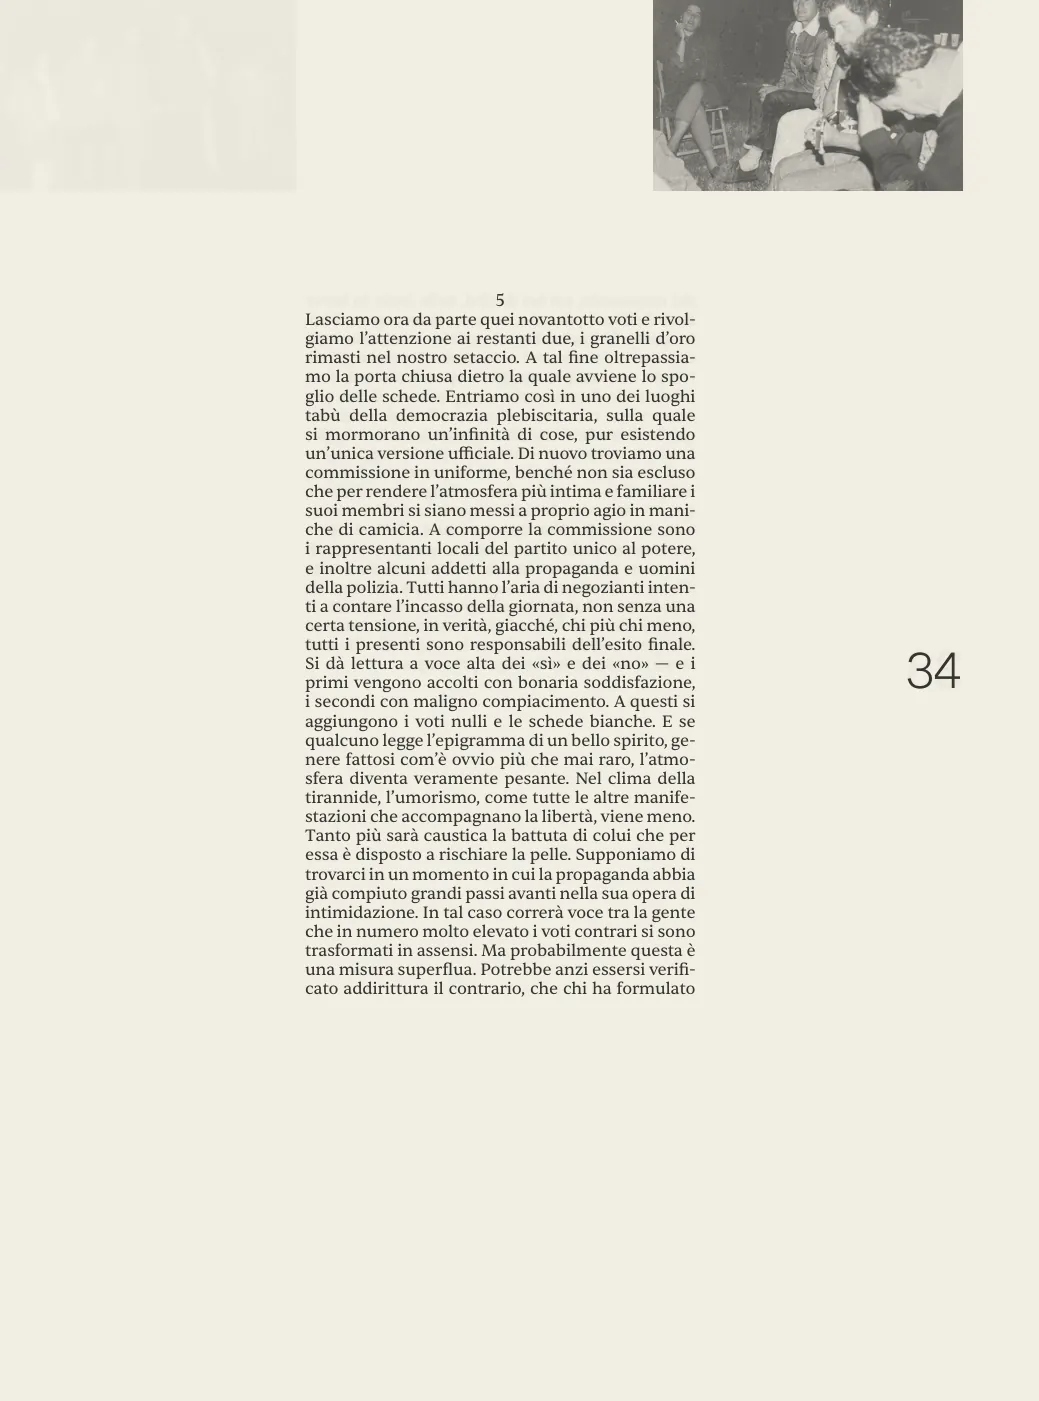 5
Lasciamo ora da parte quei novantotto voti e rivol-
giamo l’attenzione ai restanti due, i granelli d’oro
rimasti nel nostro setaccio. A tal fine oltrepassia-
mo la porta chiusa dietro la quale avviene lo spo-
glio delle schede. Entriamo così in uno dei luoghi
tabù della democrazia plebiscitaria, sulla quale
si mormorano un’infinità di cose, pur esistendo
un’unica versione ufficiale. Di nuovo troviamo una
commissione in uniforme, benché non sia escluso
che per rendere l’atmosfera più intima e familiare i
suoi membri si siano messi a proprio agio in mani-
che di camicia. A comporre la commissione sono
i rappresentanti locali del partito unico al potere,
e inoltre alcuni addetti alla propaganda e uomini
della polizia. Tutti hanno l’aria di negozianti inten-
ti a contare l’incasso della giornata, non senza una
certa tensione, in verità, giacché, chi più chi meno,
tutti i presenti sono responsabili dell’esito finale.
Si dà lettura a voce alta dei «sì» e dei «no» — e i
primi vengono accolti con bonaria soddisfazione,
i secondi con maligno compiacimento. A questi si
aggiungono i voti nulli e le schede bianche. E se
qualcuno legge l’epigramma di un bello spirito, ge-
nere fattosi com’è ovvio più che mai raro, l’atmo-
sfera diventa veramente pesante. Nel clima della
tirannide, l’umorismo, come tutte le altre manife-
stazioni che accompagnano la libertà, viene meno.
Tanto più sarà caustica la battuta di colui che per
essa è disposto a rischiare la pelle. Supponiamo di
trovarci in un momento in cui la propaganda abbia
già compiuto grandi passi avanti nella sua opera di
intimidazione. In tal caso correrà voce tra la gente
che in numero molto elevato i voti contrari si sono
trasformati in assensi. Ma probabilmente questa è
una misura superflua. Potrebbe anzi essersi verifi-
cato addirittura il contrario, che chi ha formulato
34